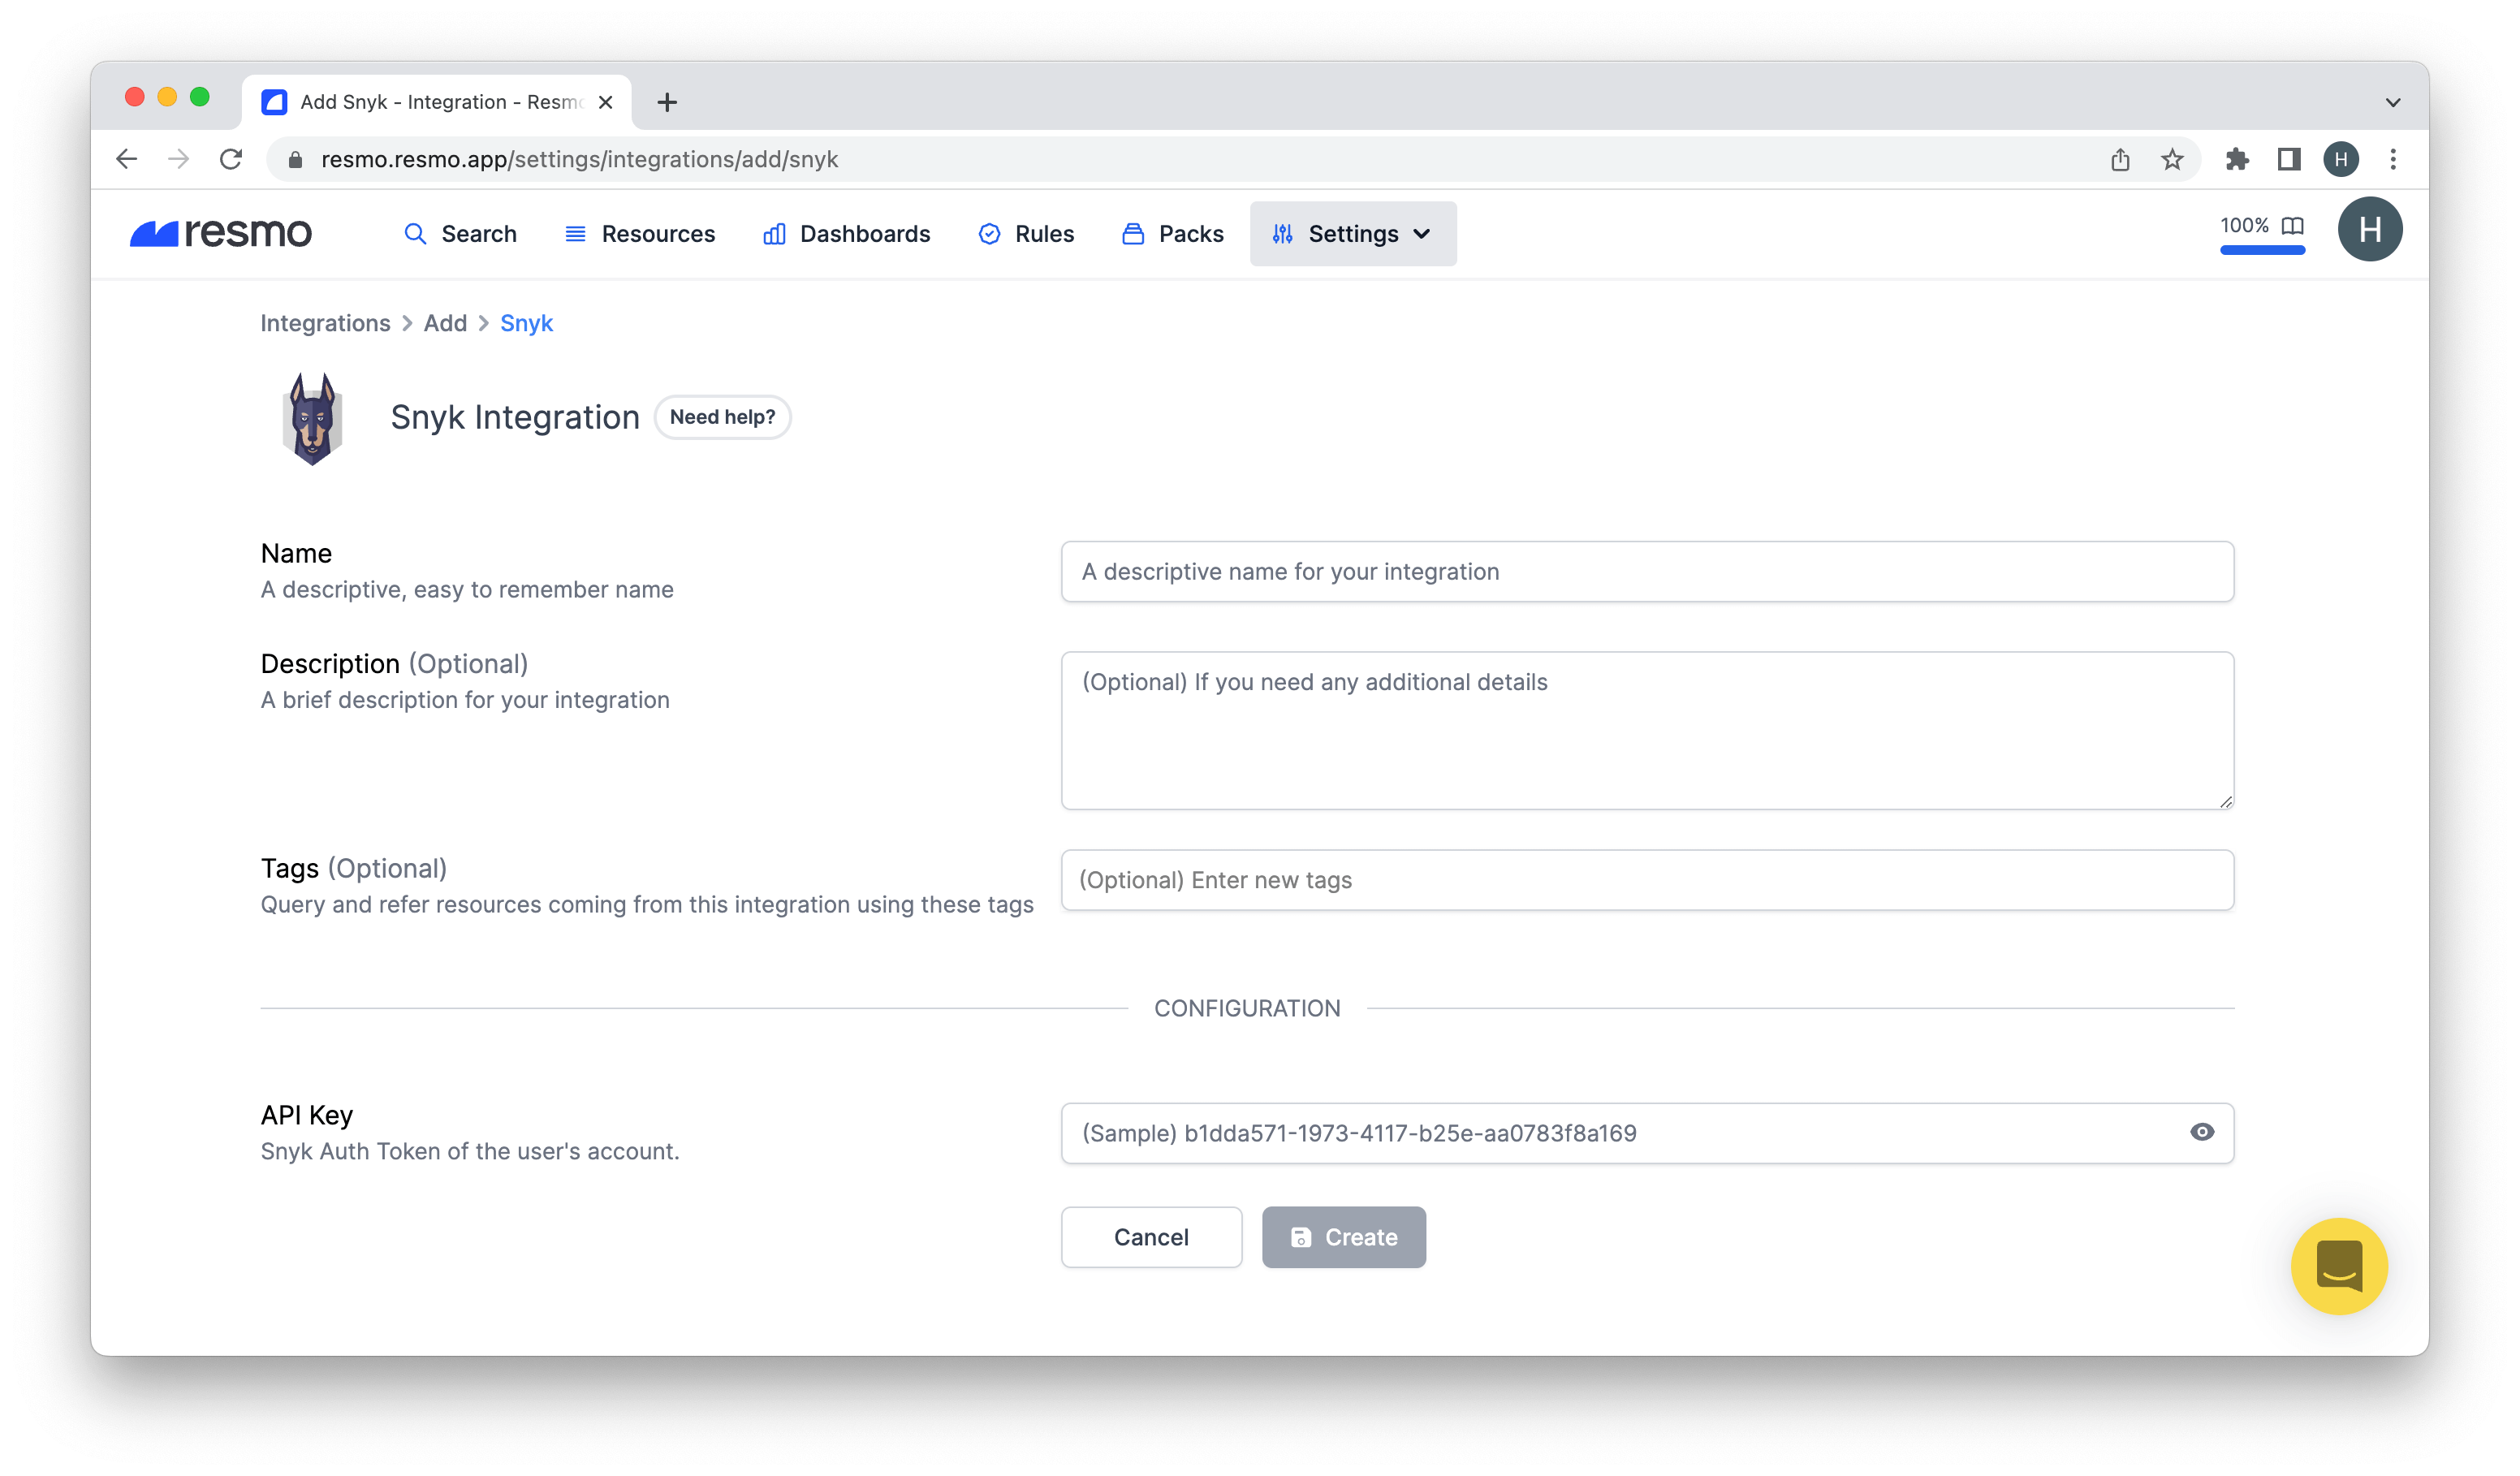 Add Snyk - Integration - Resmo
resmo.resmo.app/settings/integrations/add/snyk
H
resmo
Search
Resources
Dashboards
Rules
Packs
Settings
100%
H
Integrations > Add > Snyk
Snyk Integration
Need help?
Name
A descriptive, easy to remember name
A descriptive name for your integration
Description (Optional)
A brief description for your integration
(Optional) If you need any additional details
Tags (Optional)
Query and refer resources coming from this integration using these tags
(Optional) Enter new tags
CONFIGURATION
API Key
Snyk Auth Token of the user's account.
(Sample) b1dda571-1973-4117-b25e-aa0783f8a169
Cancel
Create